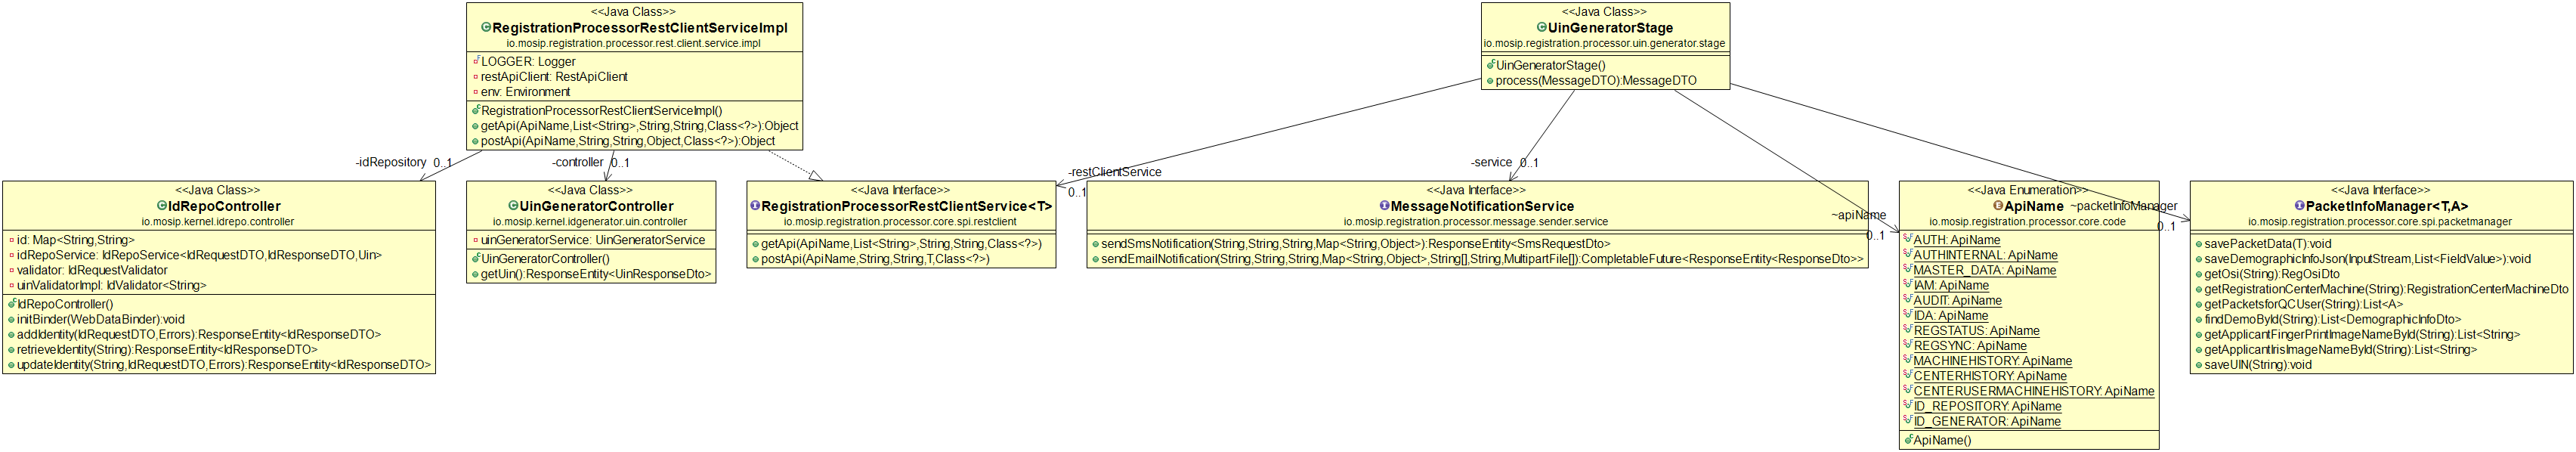 <<Java Class>>
RegistrationProcessorRestClientServiceImpl
io.mosip.registration.processor.rest.client.service.impl
LOGGER: Logger
restApiClient: RestApiClient
env: Environment
RegistrationProcessorRestClientServiceImpl()
getApi(ApiName,List<String>,String,String,Class<?>):Object
postApi(ApiName,String,String,Object,Class<?>):Object
<<Java Class>>
UinGeneratorStage
io.mosip.registration.processor.uin.generator.stage
UinGeneratorStage()
process(MessageDTO):MessageDTO
-idRepository 0..1
-controller 0..1
-restClientService
0..1
-service 0..1
~apiName
0..1
~packetInfoManager
0..1
<<Java Class>>
IdRepoController
io.mosip.kernel.idrepo.controller
id: Map<String,String>
idRepoService: IdRepoService<IdRequestDTO,IdResponseDTO,Uin>
validator: IdRequestValidator
uinValidatorImpl: IdValidator<String>
IdRepoController()
initBinder(WebDataBinder):void
addIdentity(IdRequestDTO,Errors):ResponseEntity<IdResponseDTO>
retrieveIdentity(String):ResponseEntity<IdResponseDTO>
updateIdentity(String,IdRequestDTO,Errors):ResponseEntity<IdResponseDTO>
<<Java Class>>
UinGeneratorController
io.mosip.kernel.idgenerator.uin.controller
uinGeneratorService: UinGeneratorService
UinGeneratorController()
getUin():ResponseEntity<UinResponseDto>
<<Java Interface>>
RegistrationProcessorRestClientService<T>
io.mosip.registration.processor.core.spi.restclient
getApi(ApiName,List<String>,String,String,Class<?>)
postApi(ApiName,String,String,T,Class<?>)
<<Java Interface>>
MessageNotificationService
io.mosip.registration.processor.message.sender.service
sendSmsNotification(String,String,String,Map<String,Object>):ResponseEntity<SmsRequestDto>
sendEmailNotification(String,String,String,Map<String,Object>,String[],String,MultipartFile[]):CompletableFuture<ResponseEntity<ResponseDto>>
<<Java Enumeration>>
ApiName
io.mosip.registration.processor.core.code
AUTH: ApiName
AUTHINTERNAL: ApiName
MASTER_DATA: ApiName
IAM: ApiName
AUDIT: ApiName
IDA: ApiName
REGSTATUS: ApiName
REGSYNC: ApiName
MACHINEHISTORY: ApiName
CENTERHISTORY: ApiName
CENTERUSERMACHINEHISTORY: ApiName
ID_REPOSITORY: ApiName
ID_GENERATOR: ApiName
ApiName()
<<Java Interface>>
PacketInfoManager<T,A>
io.mosip.registration.processor.core.spi.packetmanager
savePacketData(T):void
saveDemographicInfoJson(InputStream,List<FieldValue>):void
getOsi(String):RegOsiDto
getRegistrationCenterMachine(String):RegistrationCenterMachineDto
getPacketsforQCUser(String):List<A>
findDemoById(String):List<DemographicInfoDto>
getApplicantFingerPrintImageNameById(String):List<String>
getApplicantIrisImageNameById(String):List<String>
saveUIN(String):void